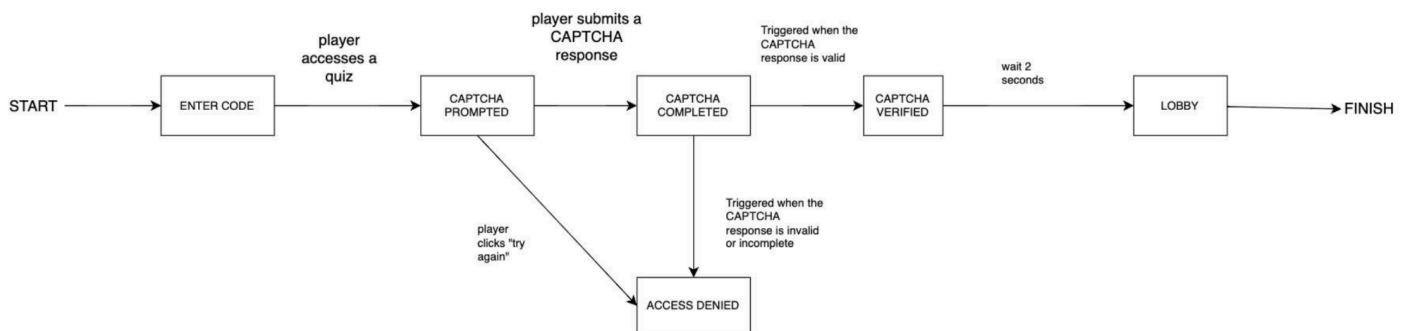 player
accesses a
quiz
player submits a
CAPTCHA
response
Triggered when the
CAPTCHA
response is valid
wait 2
seconds
START
ENTER CODE
CAPTCHA
PROMPTED
CAPTCHA
COMPLETED
CAPTCHA
VERIFIED
LOBBY
FINISH
player
clicks "try
again"
Triggered when the
CAPTCHA
response is invalid
or incomplete
ACCESS DENIED